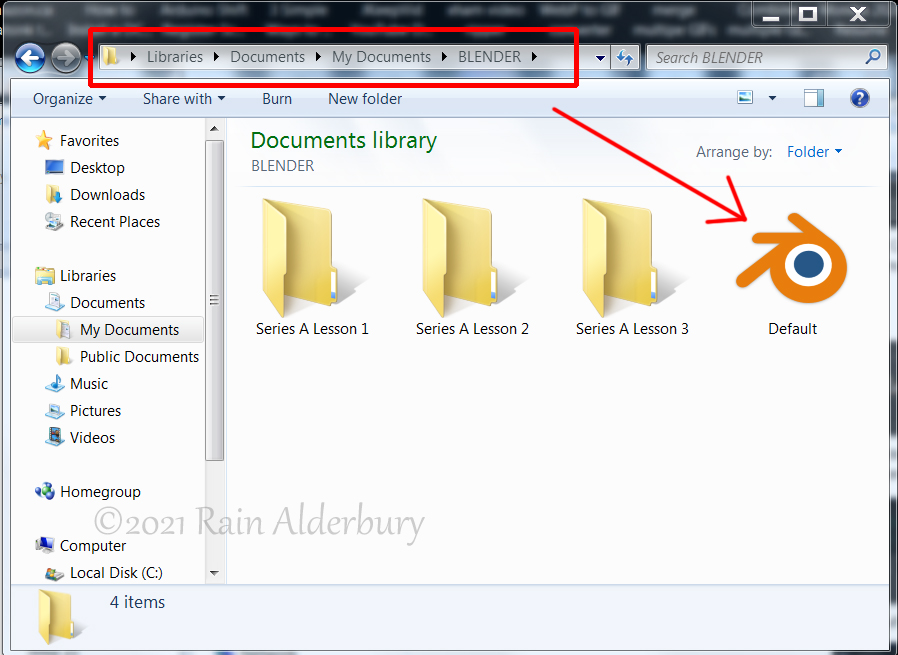 Libraries Documents My Documents BLENDER
Search BLENDER
Organize Share with Burn New folder
Favorites
Desktop
Downloads
Recent Places
Libraries
Documents
My Documents
Public Documents
Music
Pictures
Videos
Homegroup
Computer
Local Disk (C:)
Documents library
BLENDER
Arrange by: Folder
Series A Lesson 1
Series A Lesson 2
Series A Lesson 3
Default
©2021 Rain Alderbury
4 items